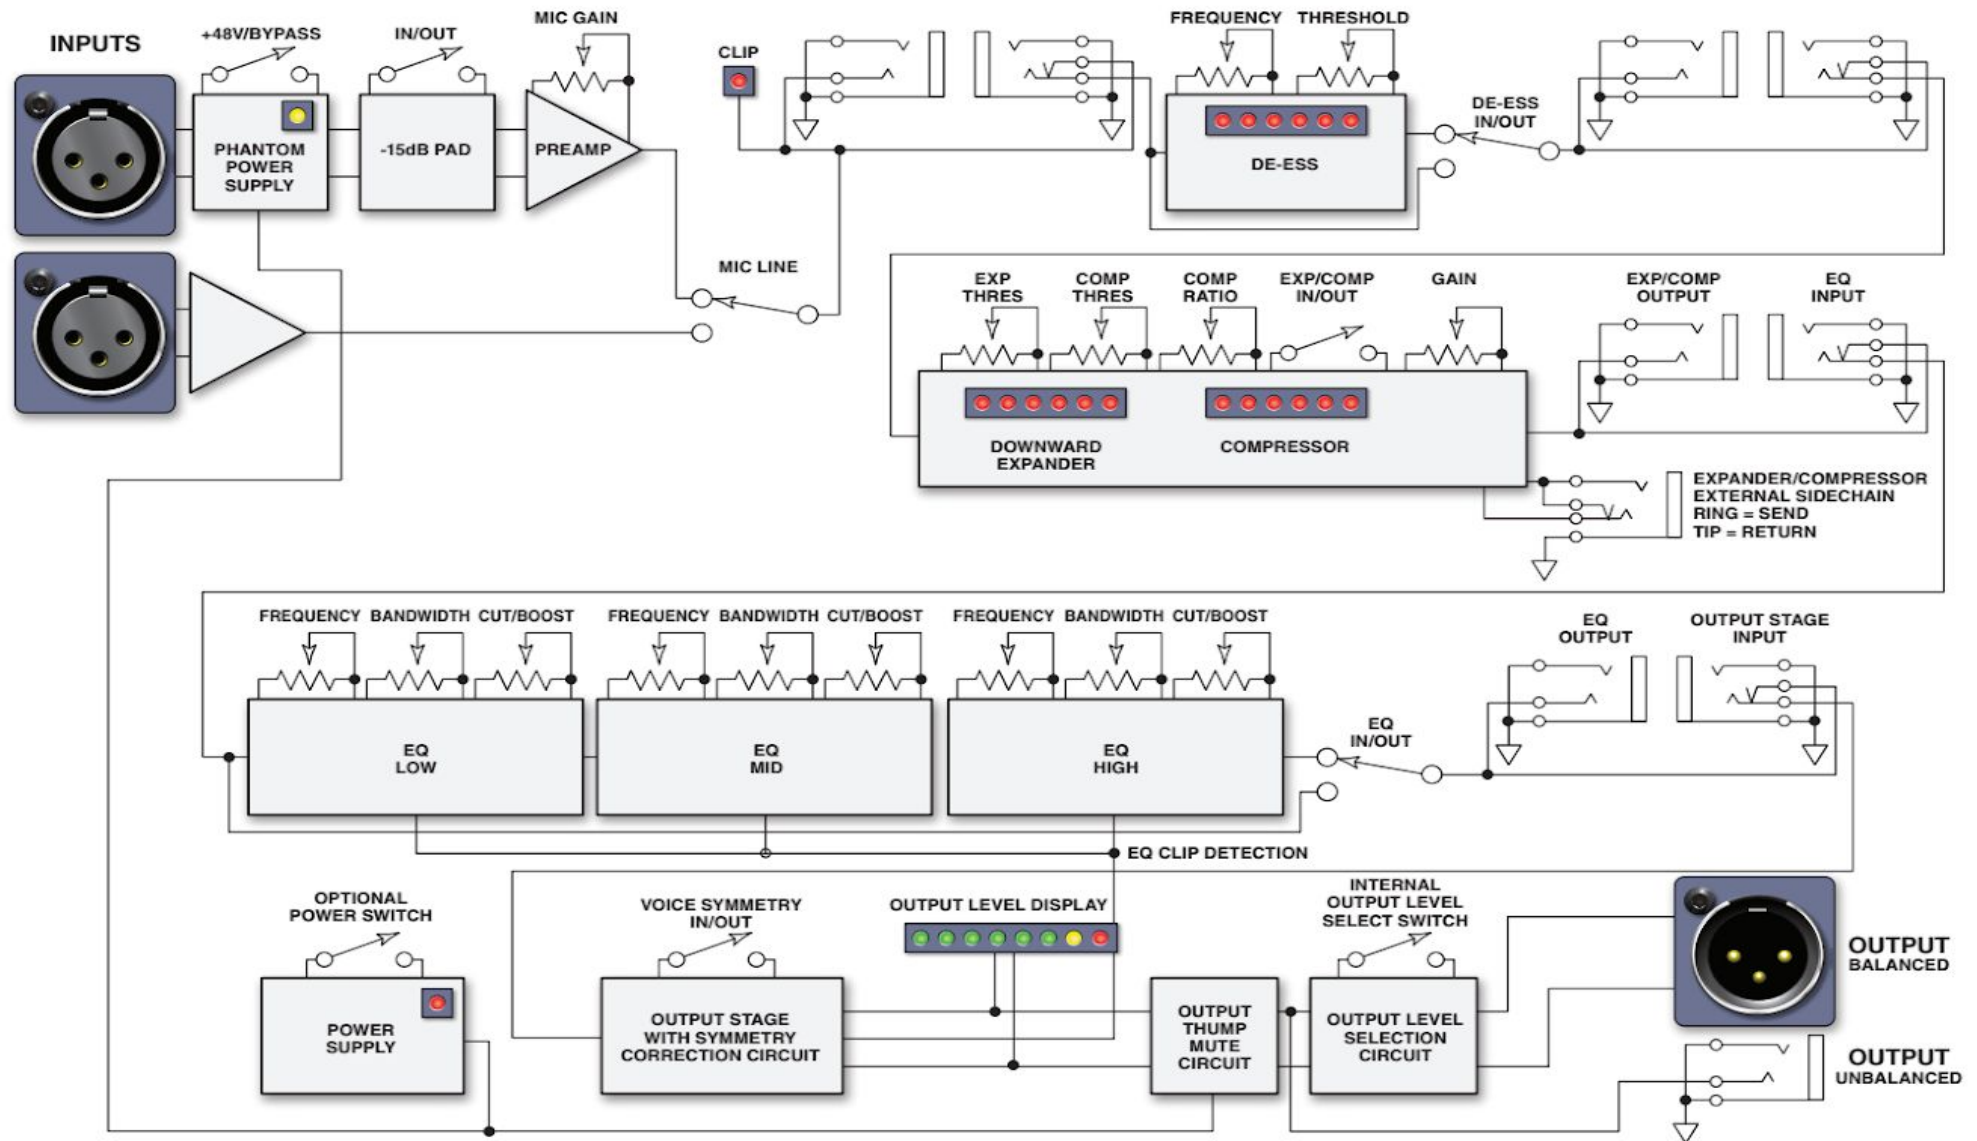 INPUTS
+48V/BYPASS
IN/OUT
MIC GAIN
CLIP
FREQUENCY
THRESHOLD
PHANTOM
POWER
SUPPLY
-15dB PAD
PREAMP
DE-ESS
DE-ESS
IN/OUT
MIC LINE
EXP
THRES
COMP
THRES
COMP
RATIO
EXP/COMP
IN/OUT
GAIN
EXP/COMP
OUTPUT
EQ
INPUT
DOWNWARD
EXPANDER
COMPRESSOR
EXPANDER/COMPRESSOR
EXTERNAL SIDECHAIN
RING = SEND
TIP = RETURN
FREQUENCY
BANDWIDTH
CUT/BOOST
FREQUENCY
BANDWIDTH
CUT/BOOST
FREQUENCY
BANDWIDTH
CUT/BOOST
EQ
OUTPUT
OUTPUT STAGE
INPUT
EQ
LOW
EQ
MID
EQ
HIGH
EQ
IN/OUT
EQ CLIP DETECTION
OPTIONAL
POWER SWITCH
VOICE SYMMETRY
IN/OUT
OUTPUT LEVEL DISPLAY
INTERNAL
OUTPUT LEVEL
SELECT SWITCH
POWER
SUPPLY
OUTPUT STAGE
WITH SYMMETRY
CORRECTION CIRCUIT
OUTPUT
THUMP
MUTE
CIRCUIT
OUTPUT LEVEL
SELECTION
CIRCUIT
OUTPUT
BALANCED
OUTPUT
UNBALANCED